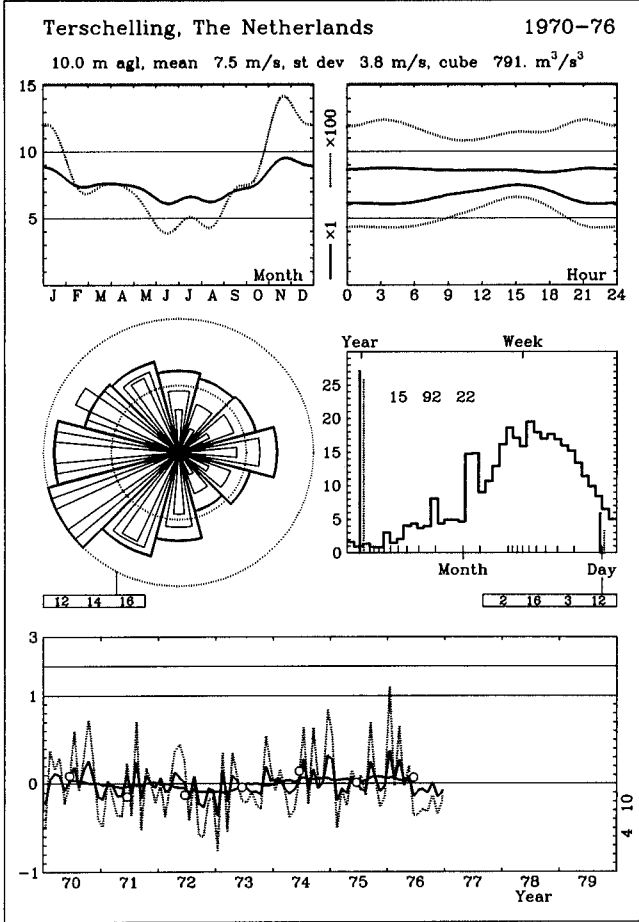 Terschelling, The Netherlands 1970-76
10.0 m agl, mean 7.5 m/s, st dev 3.8 m/s, cube 791. m³/s³
15
10
5
Month
J F M A M J J A S O N D
×1 ×100
Hour
0 3 6 9 12 15 18 21 24
Year Week
25
20
15
10
5
0
15 92 22
Month Day
12 14 16
2 16 3 12
3
1
0
-1
70 71 72 73 74 75 76 77 78 79
Year
4 10